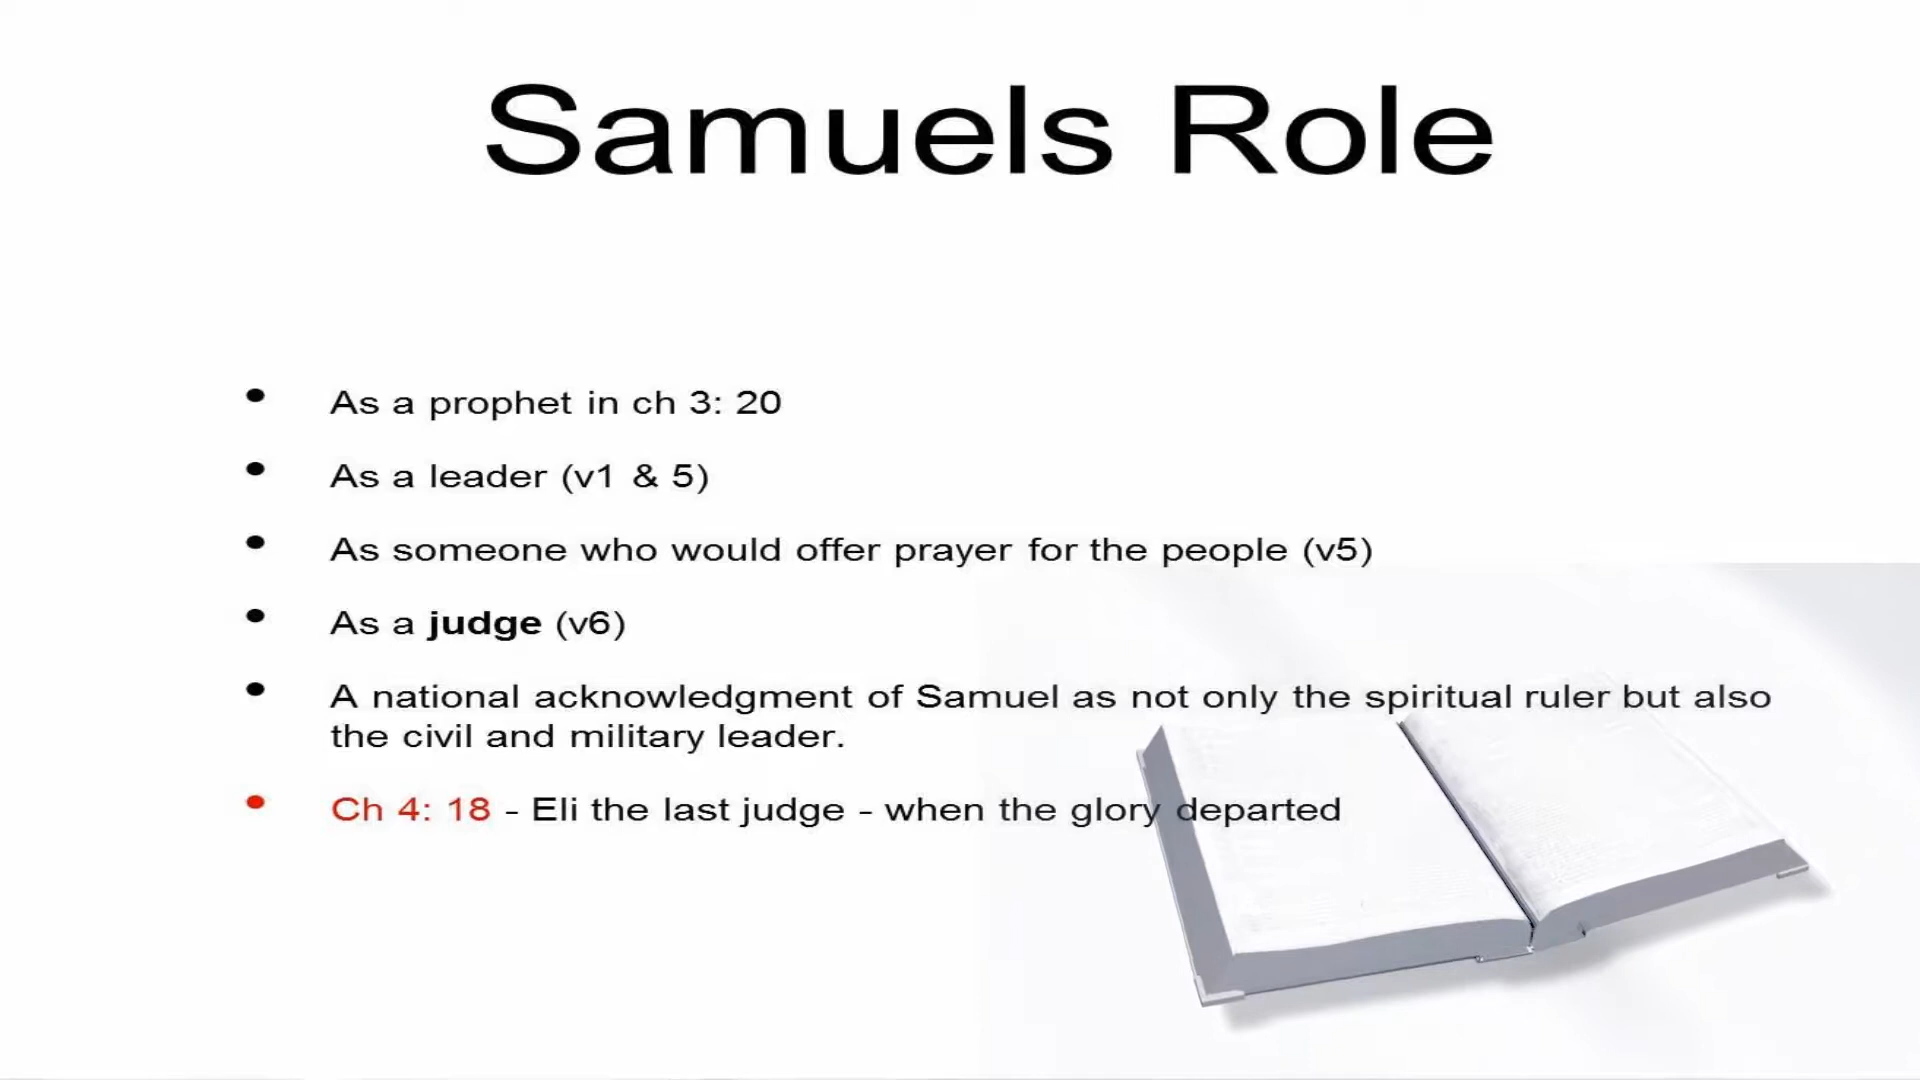 Samuels Role
• As a prophet in ch 3: 20
• As a leader (v1 & 5)
• As someone who would offer prayer for the people (v5)
• As a judge (v6)
• A national acknowledgment of Samuel as not only the spiritual ruler but also
the civil and military leader.
• Ch 4: 18 - Eli the last judge - when the glory departed